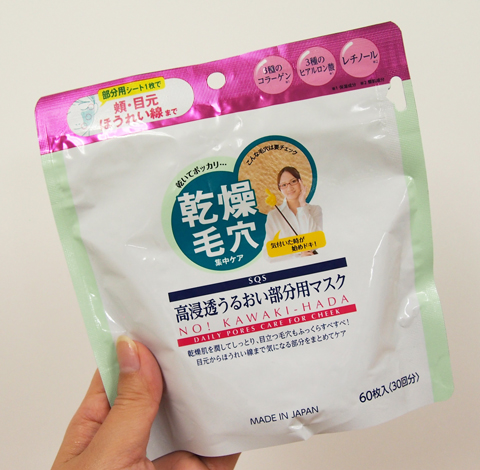 部分用シート1枚で
頬・目元
ほうれい線まで
3種の
コラーゲン
3種の
ヒアルロン酸
レチノール
乾いてポッカリ…
こんな毛穴は要チェック
乾燥
毛穴
集中ケア
気付いた時が
始めドキ!
SQS
高浸透うるおい部分用マスク
NO! KAWAKI-HADA
DAILY PORES CARE FOR CHEEK
乾燥肌を潤してしっとり、目立つ毛穴もふっくらすべすべ!
目元からほうれい線まで気になる部分をまとめてケア
60枚入(30回分)
MADE IN JAPAN